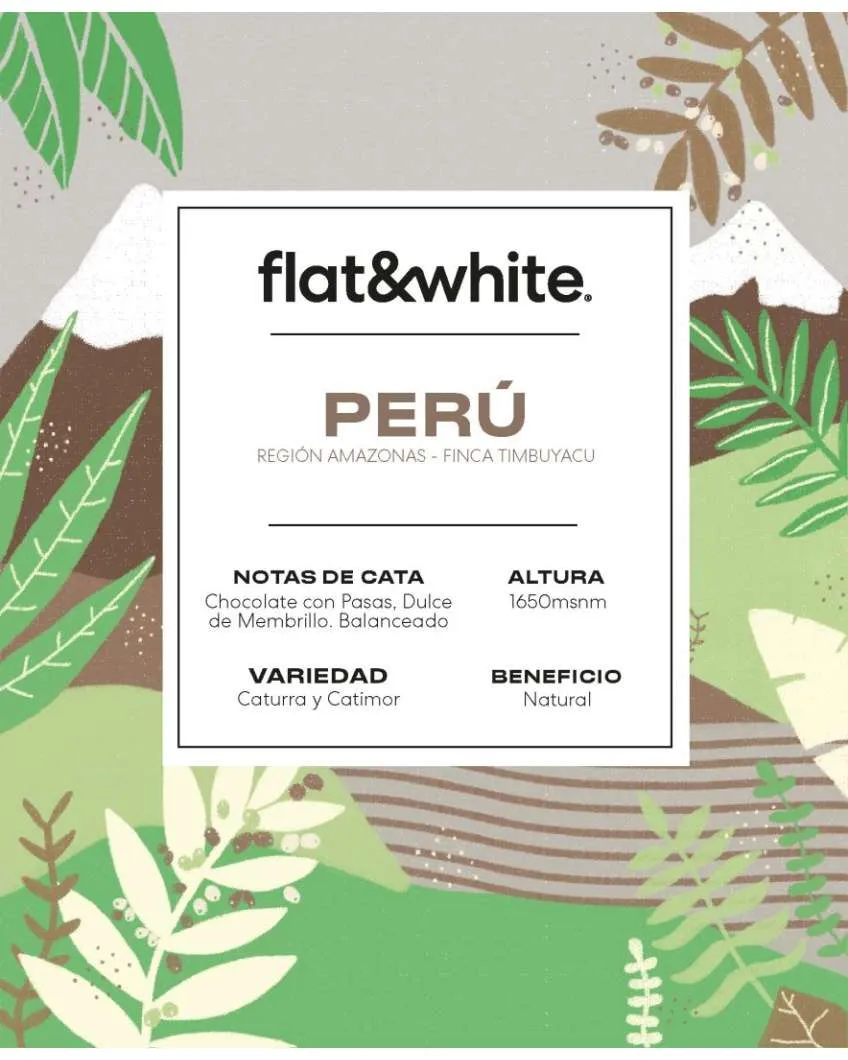 flat&white®
PERÚ
REGIÓN AMAZONAS - FINCA TIMBUYACU
NOTAS DE CATA
Chocolate con Pasas, Dulce
de Membrillo. Balanceado
ALTURA
1650msnm
VARIEDAD
Caturra y Catimor
BENEFICIO
Natural